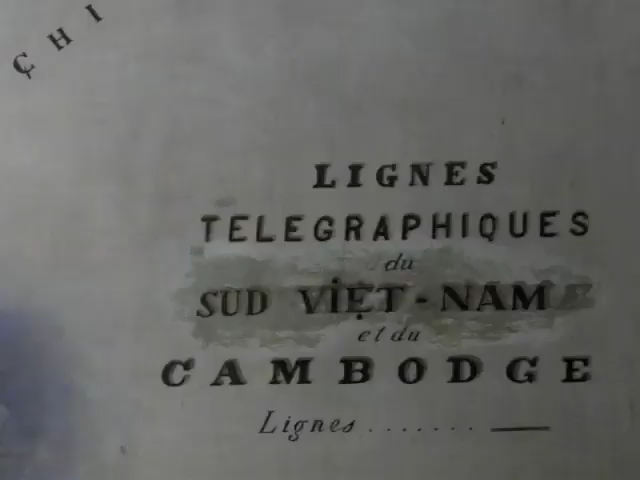 ÇHI
LIGNES
TELEGRAPHIQUES
du
SUD VIỆT-NAM
et du
CAMBODGE
Lignes........